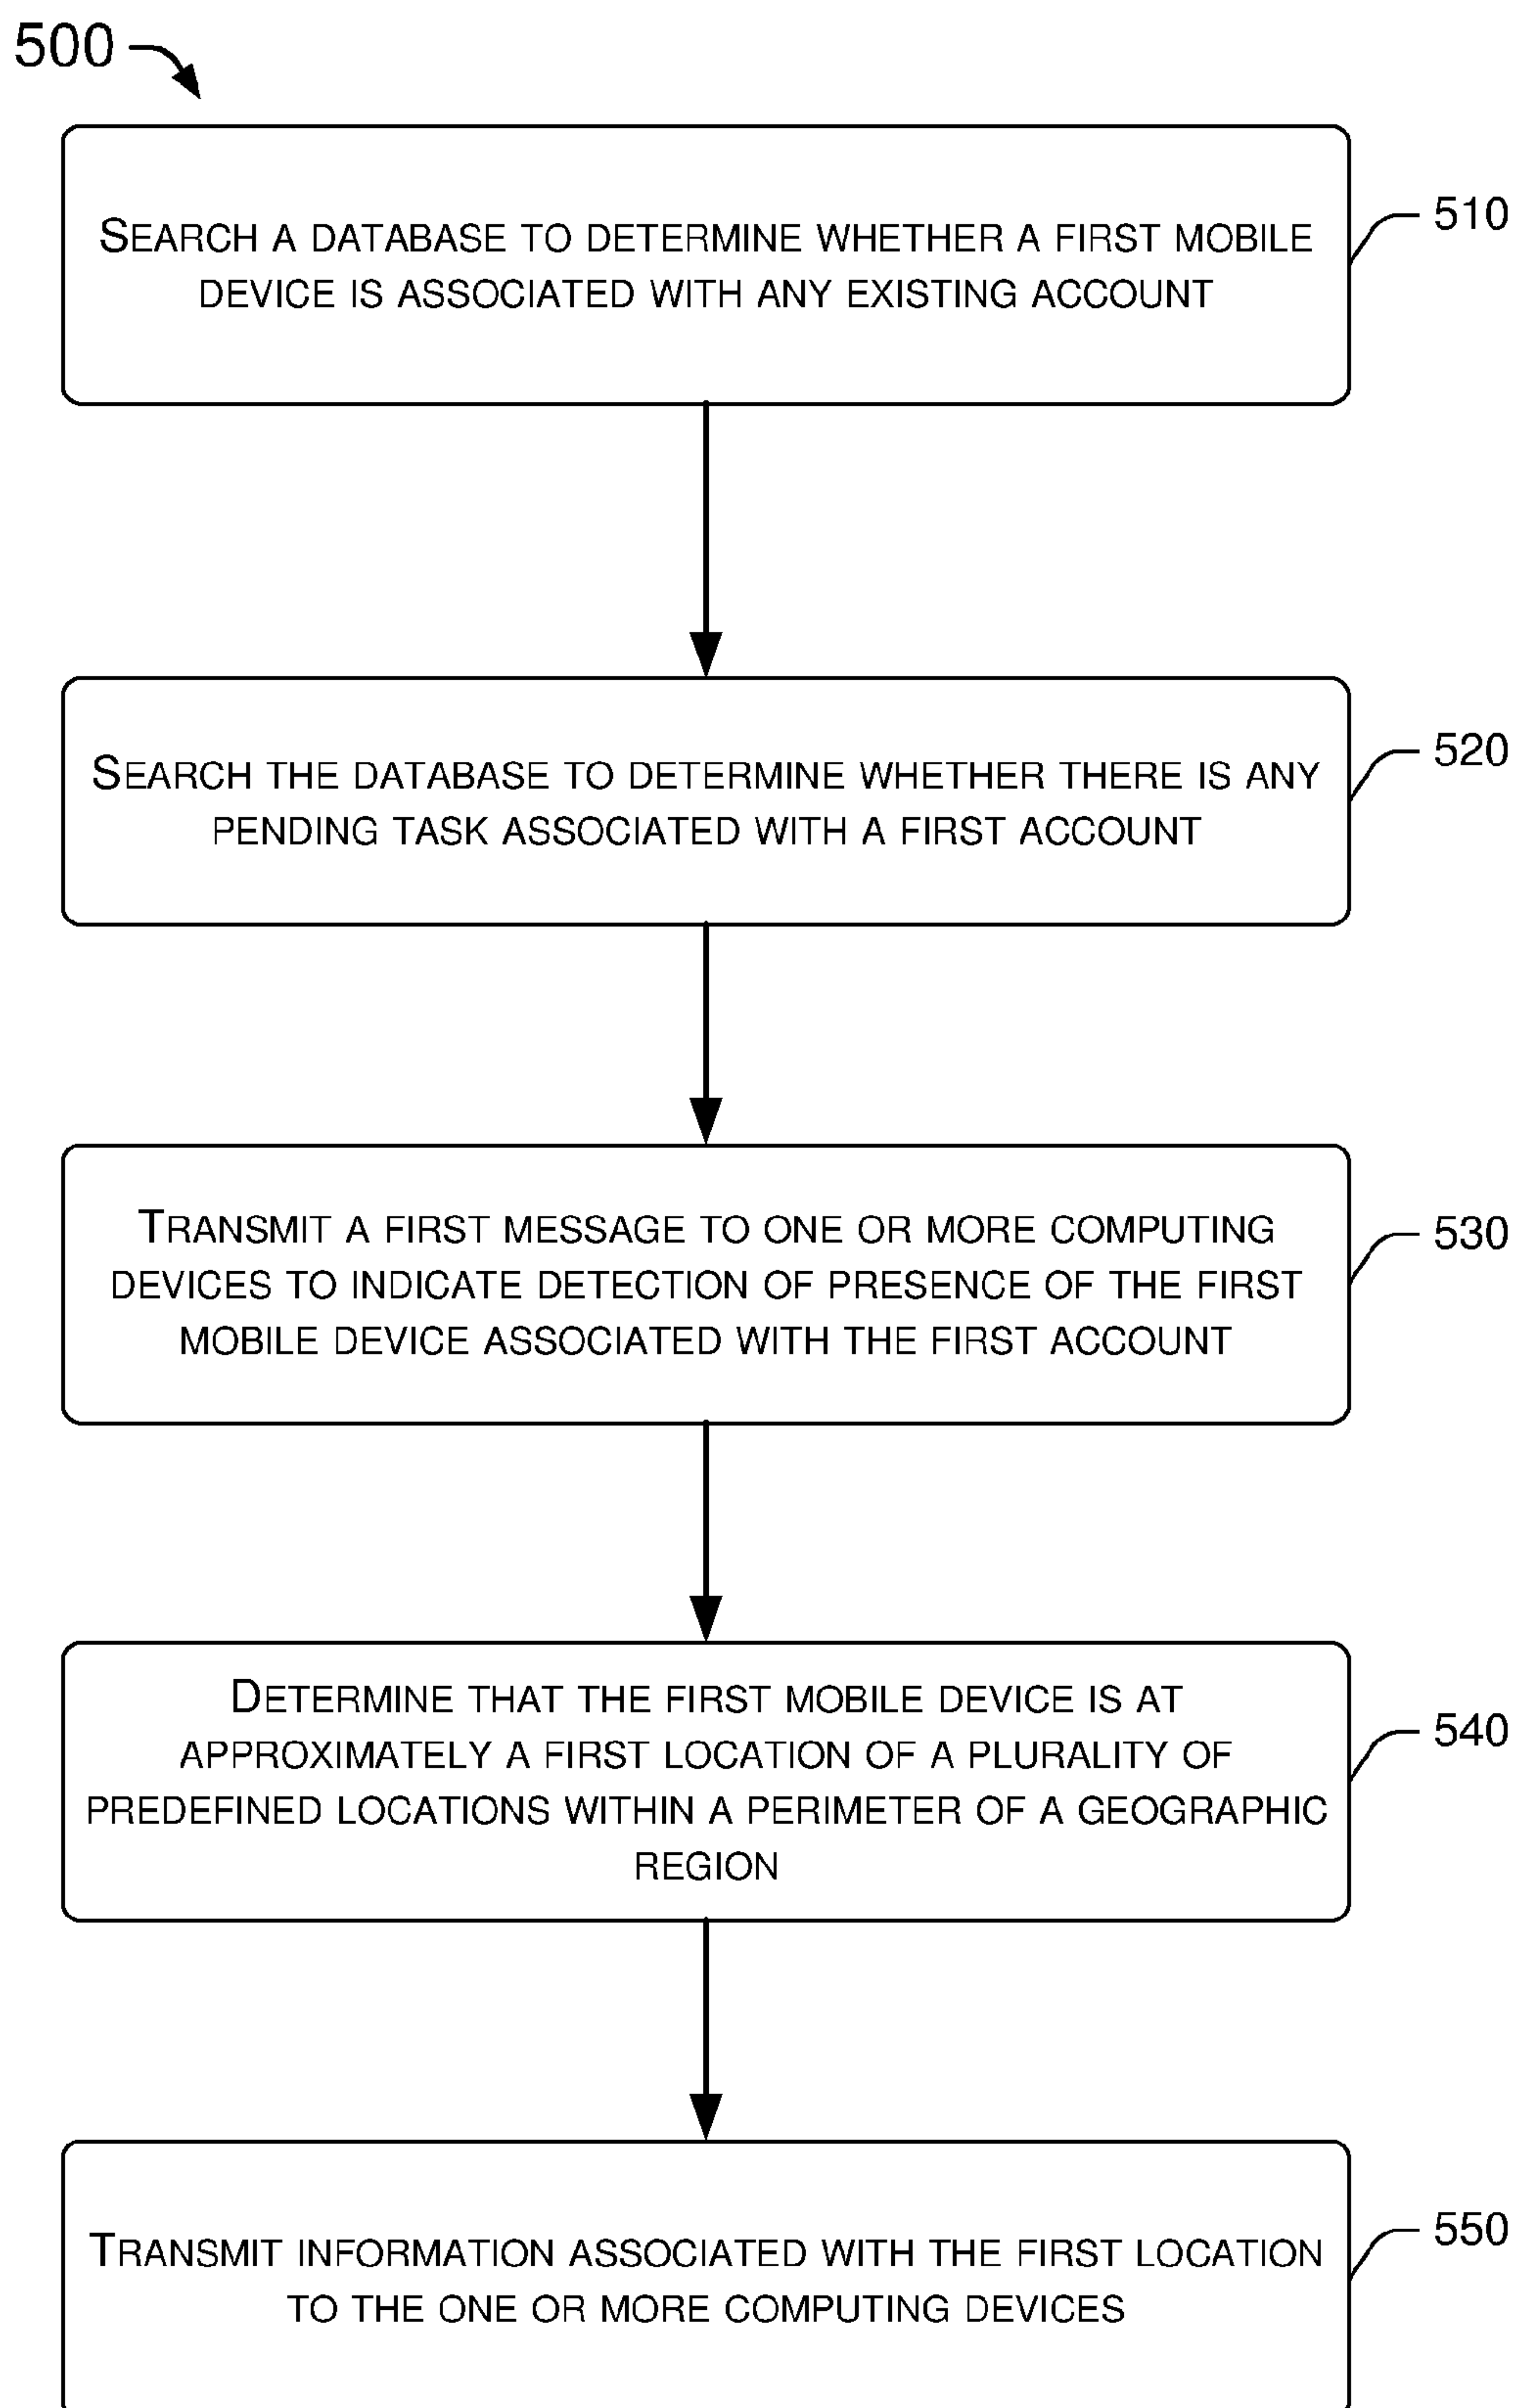 500
SEARCH A DATABASE TO DETERMINE WHETHER A FIRST MOBILE
DEVICE IS ASSOCIATED WITH ANY EXISTING ACCOUNT
510
SEARCH THE DATABASE TO DETERMINE WHETHER THERE IS ANY
PENDING TASK ASSOCIATED WITH A FIRST ACCOUNT
520
TRANSMIT A FIRST MESSAGE TO ONE OR MORE COMPUTING
DEVICES TO INDICATE DETECTION OF PRESENCE OF THE FIRST
MOBILE DEVICE ASSOCIATED WITH THE FIRST ACCOUNT
530
DETERMINE THAT THE FIRST MOBILE DEVICE IS AT
APPROXIMATELY A FIRST LOCATION OF A PLURALITY OF
PREDEFINED LOCATIONS WITHIN A PERIMETER OF A GEOGRAPHIC
REGION
540
TRANSMIT INFORMATION ASSOCIATED WITH THE FIRST LOCATION
TO THE ONE OR MORE COMPUTING DEVICES
550